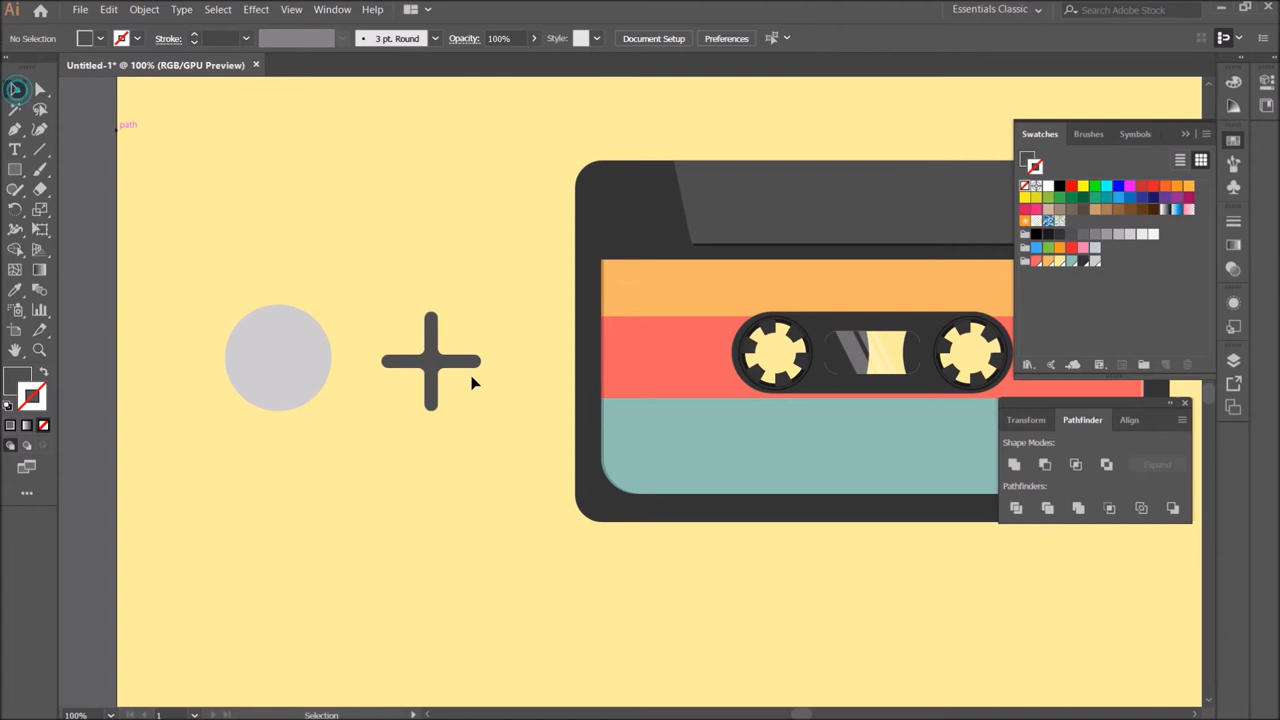 Ai File Edit Object Type Select Effect View Window Help Essentials Classic Search Adobe Stock
No Selection Stroke: 3 pt. Round Opacity: 100% Style: Document Setup Preferences
Untitled-1* @ 100% (RGB/GPU Preview)
path
Swatches Brushes Symbols
Transform Pathfinder Align
Shape Modes:
Expand
Pathfinders:
100% 1 Selection